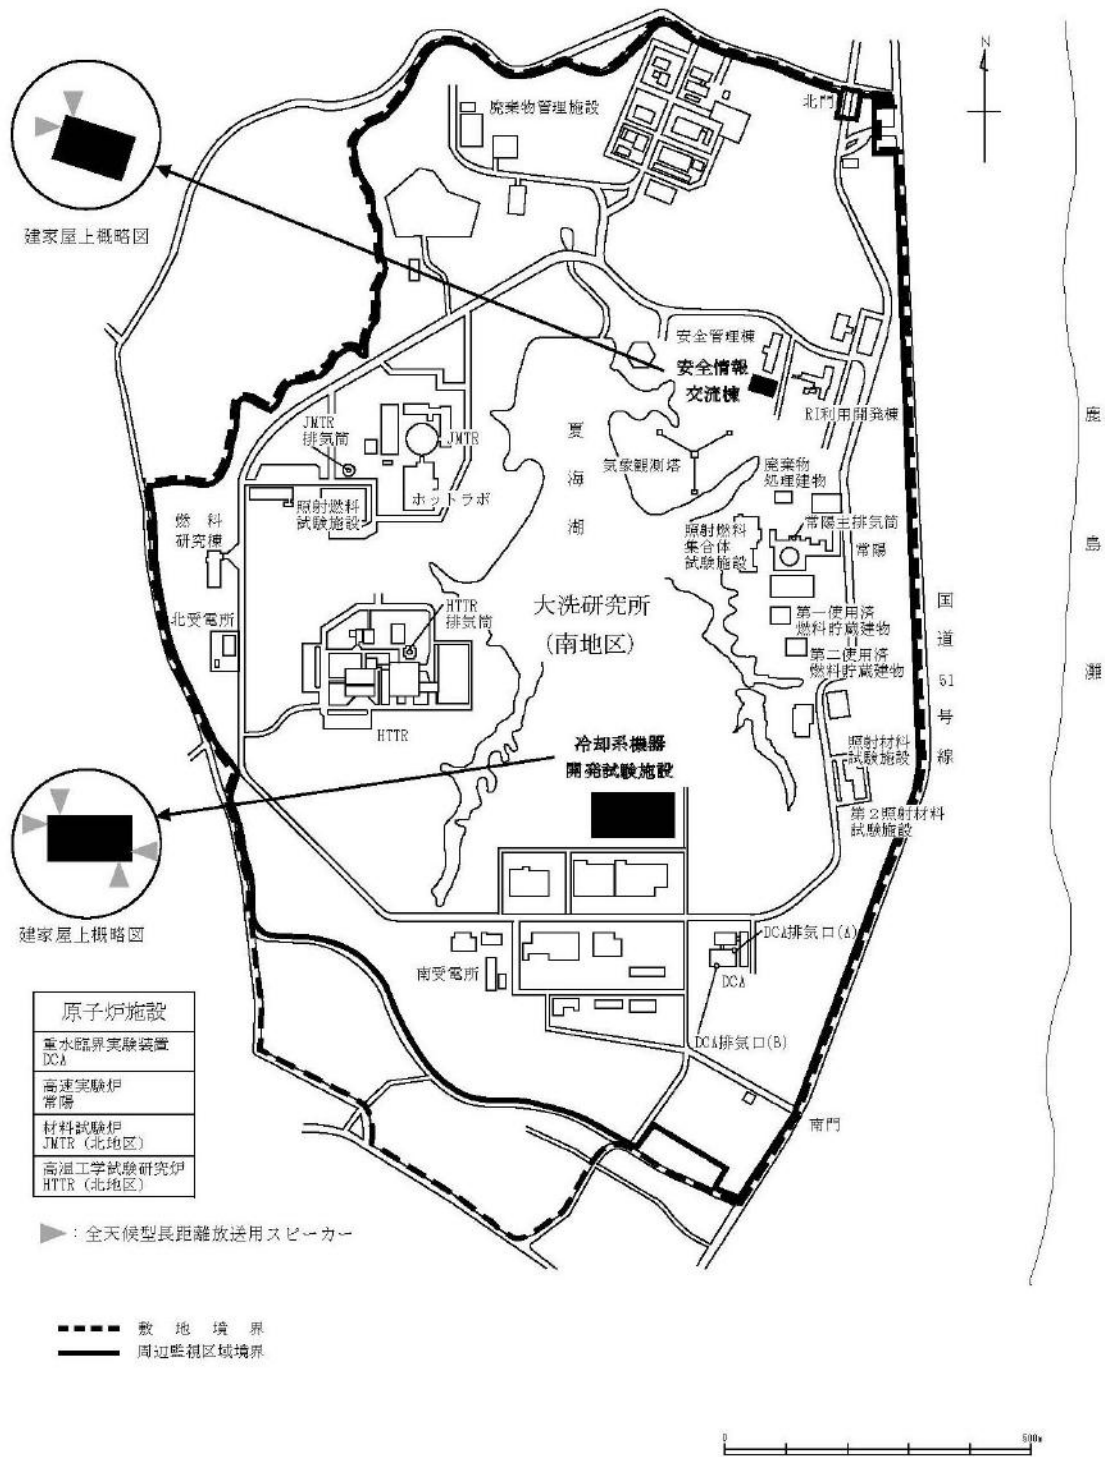 N
北門
廃棄物管理施設
建家屋上概略図
安全管理棟
安全情報
交流棟
RI利用開発棟
JMTR
排気筒
JMTR
夏海湖
気象観測塔
廃棄物
処理建物
鹿島灘
ホットラボ
照射燃料
試験施設
燃料
研究棟
照射燃料
集合体
試験施設
常陽主排気筒
常陽
北受電所
HTTR
排気筒
大洗研究所
(南地区)
第一使用済
燃料貯蔵建物
第二使用済
燃料貯蔵建物
国道51号線
HTTR
冷却系機器
開発試験施設
照射材料
試験施設
第2照射材料
試験施設
建家屋上概略図
南受電所
DCA排気口(A)
DCA
DCA排気口(B)
南門
原子炉施設
重水臨界実験装置
DCA
高速実験炉
常陽
材料試験炉
JMTR (北地区)
高温工学試験研究炉
HTTR (北地区)
:全天候型長距離放送用スピーカー
敷地境界
周辺監視区域境界
0 500m